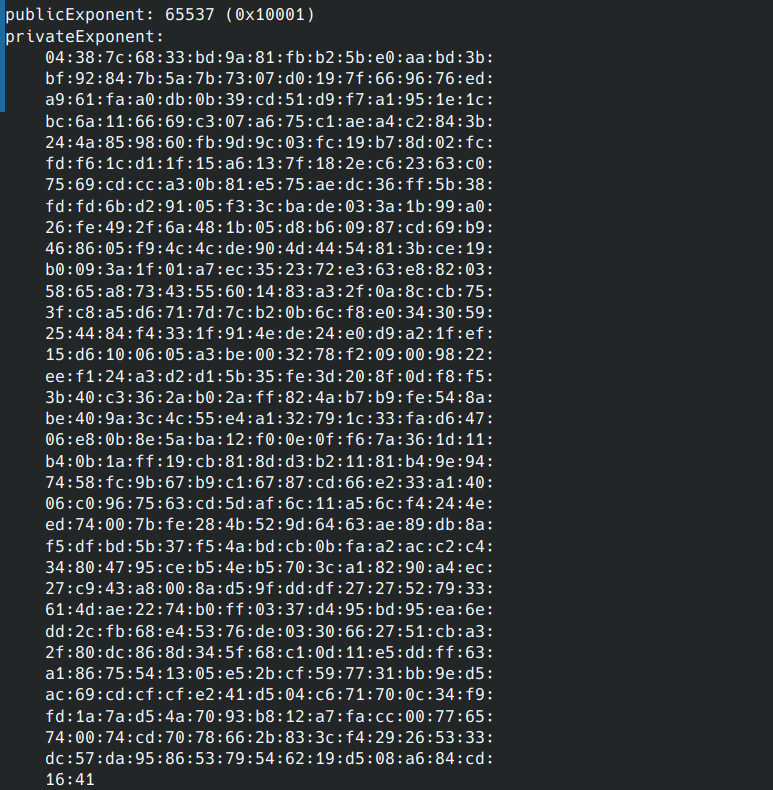 publicExponent: 65537 (0x10001)
privateExponent:
04:38:7c:68:33:bd:9a:81:fb:b2:5b:e0:aa:bd:3b:
bf:92:84:7b:5a:7b:73:07:d0:19:7f:66:96:76:ed:
a9:61:fa:a0:db:0b:39:cd:51:d9:f7:a1:95:1e:1c:
bc:6a:11:66:69:c3:07:a6:75:c1:ae:a4:c2:84:3b:
24:4a:85:98:60:fb:9d:9c:03:fc:19:b7:8d:02:fc:
fd:f6:1c:d1:1f:15:a6:13:7f:18:2e:c6:23:63:c0:
75:69:cd:cc:a3:0b:81:e5:75:ae:dc:36:ff:5b:38:
fd:fd:6b:d2:91:05:f3:3c:ba:de:03:3a:1b:99:a0:
26:fe:49:2f:6a:48:1b:05:d8:b6:09:87:cd:69:b9:
46:86:05:f9:4c:4c:de:90:4d:44:54:81:3b:ce:19:
b0:09:3a:1f:01:a7:ec:35:23:72:e3:63:e8:82:03:
58:65:a8:73:43:55:60:14:83:a3:2f:0a:8c:cb:75:
3f:c8:a5:d6:71:7d:7c:b2:0b:6c:f8:e0:34:30:59:
25:44:84:f4:33:1f:91:4e:de:24:e0:d9:a2:1f:ef:
15:d6:10:06:05:a3:be:00:32:78:f2:09:00:98:22:
ee:f1:24:a3:d2:d1:5b:35:fe:3d:20:8f:0d:f8:f5:
3b:40:c3:36:2a:b0:2a:ff:82:4a:b7:b9:fe:54:8a:
be:40:9a:3c:4c:55:e4:a1:32:79:1c:33:fa:d6:47:
06:e8:0b:8e:5a:ba:12:f0:0e:0f:f6:7a:36:1d:11:
b4:0b:1a:ff:19:cb:81:8d:d3:b2:11:81:b4:9e:94:
74:58:fc:9b:67:b9:c1:67:87:cd:66:e2:33:a1:40:
06:c0:96:75:63:cd:5d:af:6c:11:a5:6c:f4:24:4e:
ed:74:00:7b:fe:28:4b:52:9d:64:63:ae:89:db:8a:
f5:df:bd:5b:37:f5:4a:bd:cb:0b:fa:a2:ac:c2:c4:
34:80:47:95:ce:b5:4e:b5:70:3c:a1:82:90:a4:ec:
27:c9:43:a8:00:8a:d5:9f:dd:df:27:27:52:79:33:
61:4d:ae:22:74:b0:ff:03:37:d4:95:bd:95:ea:6e:
dd:2c:fb:68:e4:53:76:de:03:30:66:27:51:cb:a3:
2f:80:dc:86:8d:34:5f:68:c1:0d:11:e5:dd:ff:63:
a1:86:75:54:13:05:e5:2b:cf:59:77:31:bb:9e:d5:
ac:69:cd:cf:cf:e2:41:d5:04:c6:71:70:0c:34:f9:
fd:1a:7a:d5:4a:70:93:b8:12:a7:fa:cc:00:77:65:
74:00:74:cd:70:78:66:2b:83:3c:f4:29:26:53:33:
dc:57:da:95:86:53:79:54:62:19:d5:08:a6:84:cd:
16:41